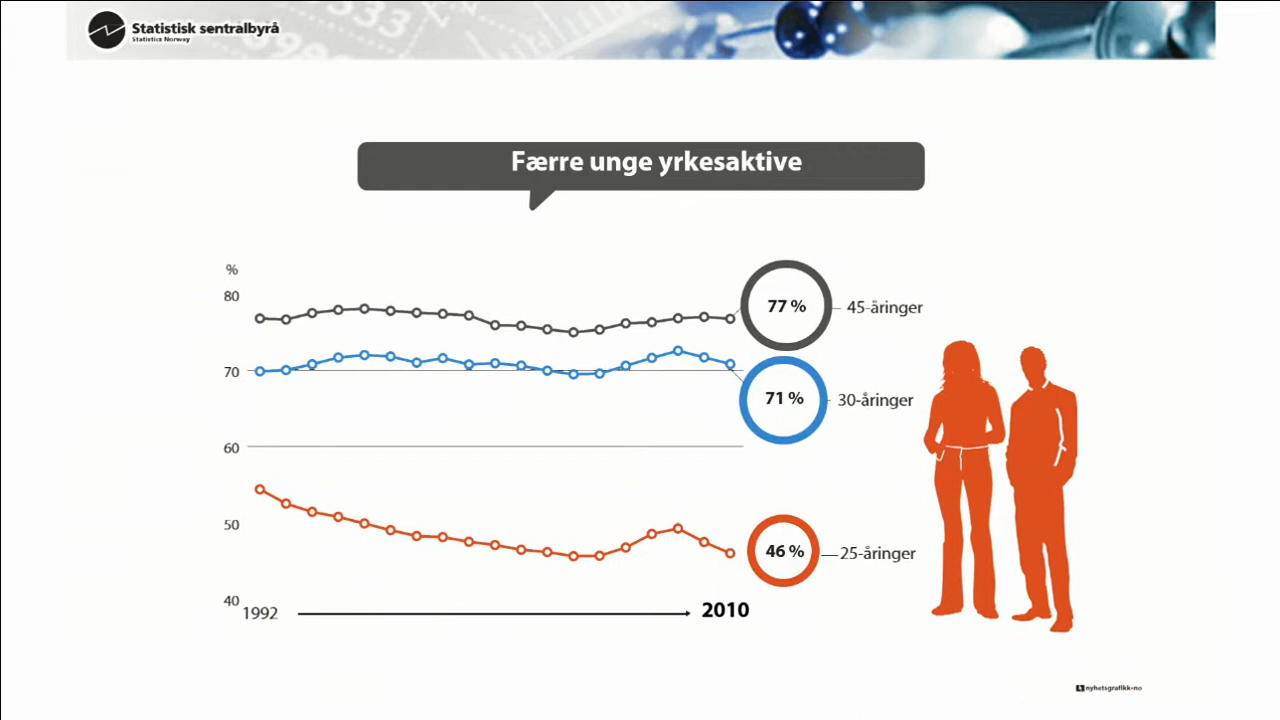 Statistisk sentralbyrå
Statistics Norway
Færre unge yrkesaktive
%
80
77 %
45-åringer
70
71 %
30-åringer
60
50
46 %
25-åringer
40
1992
2010
nyhetsgrafikk•no